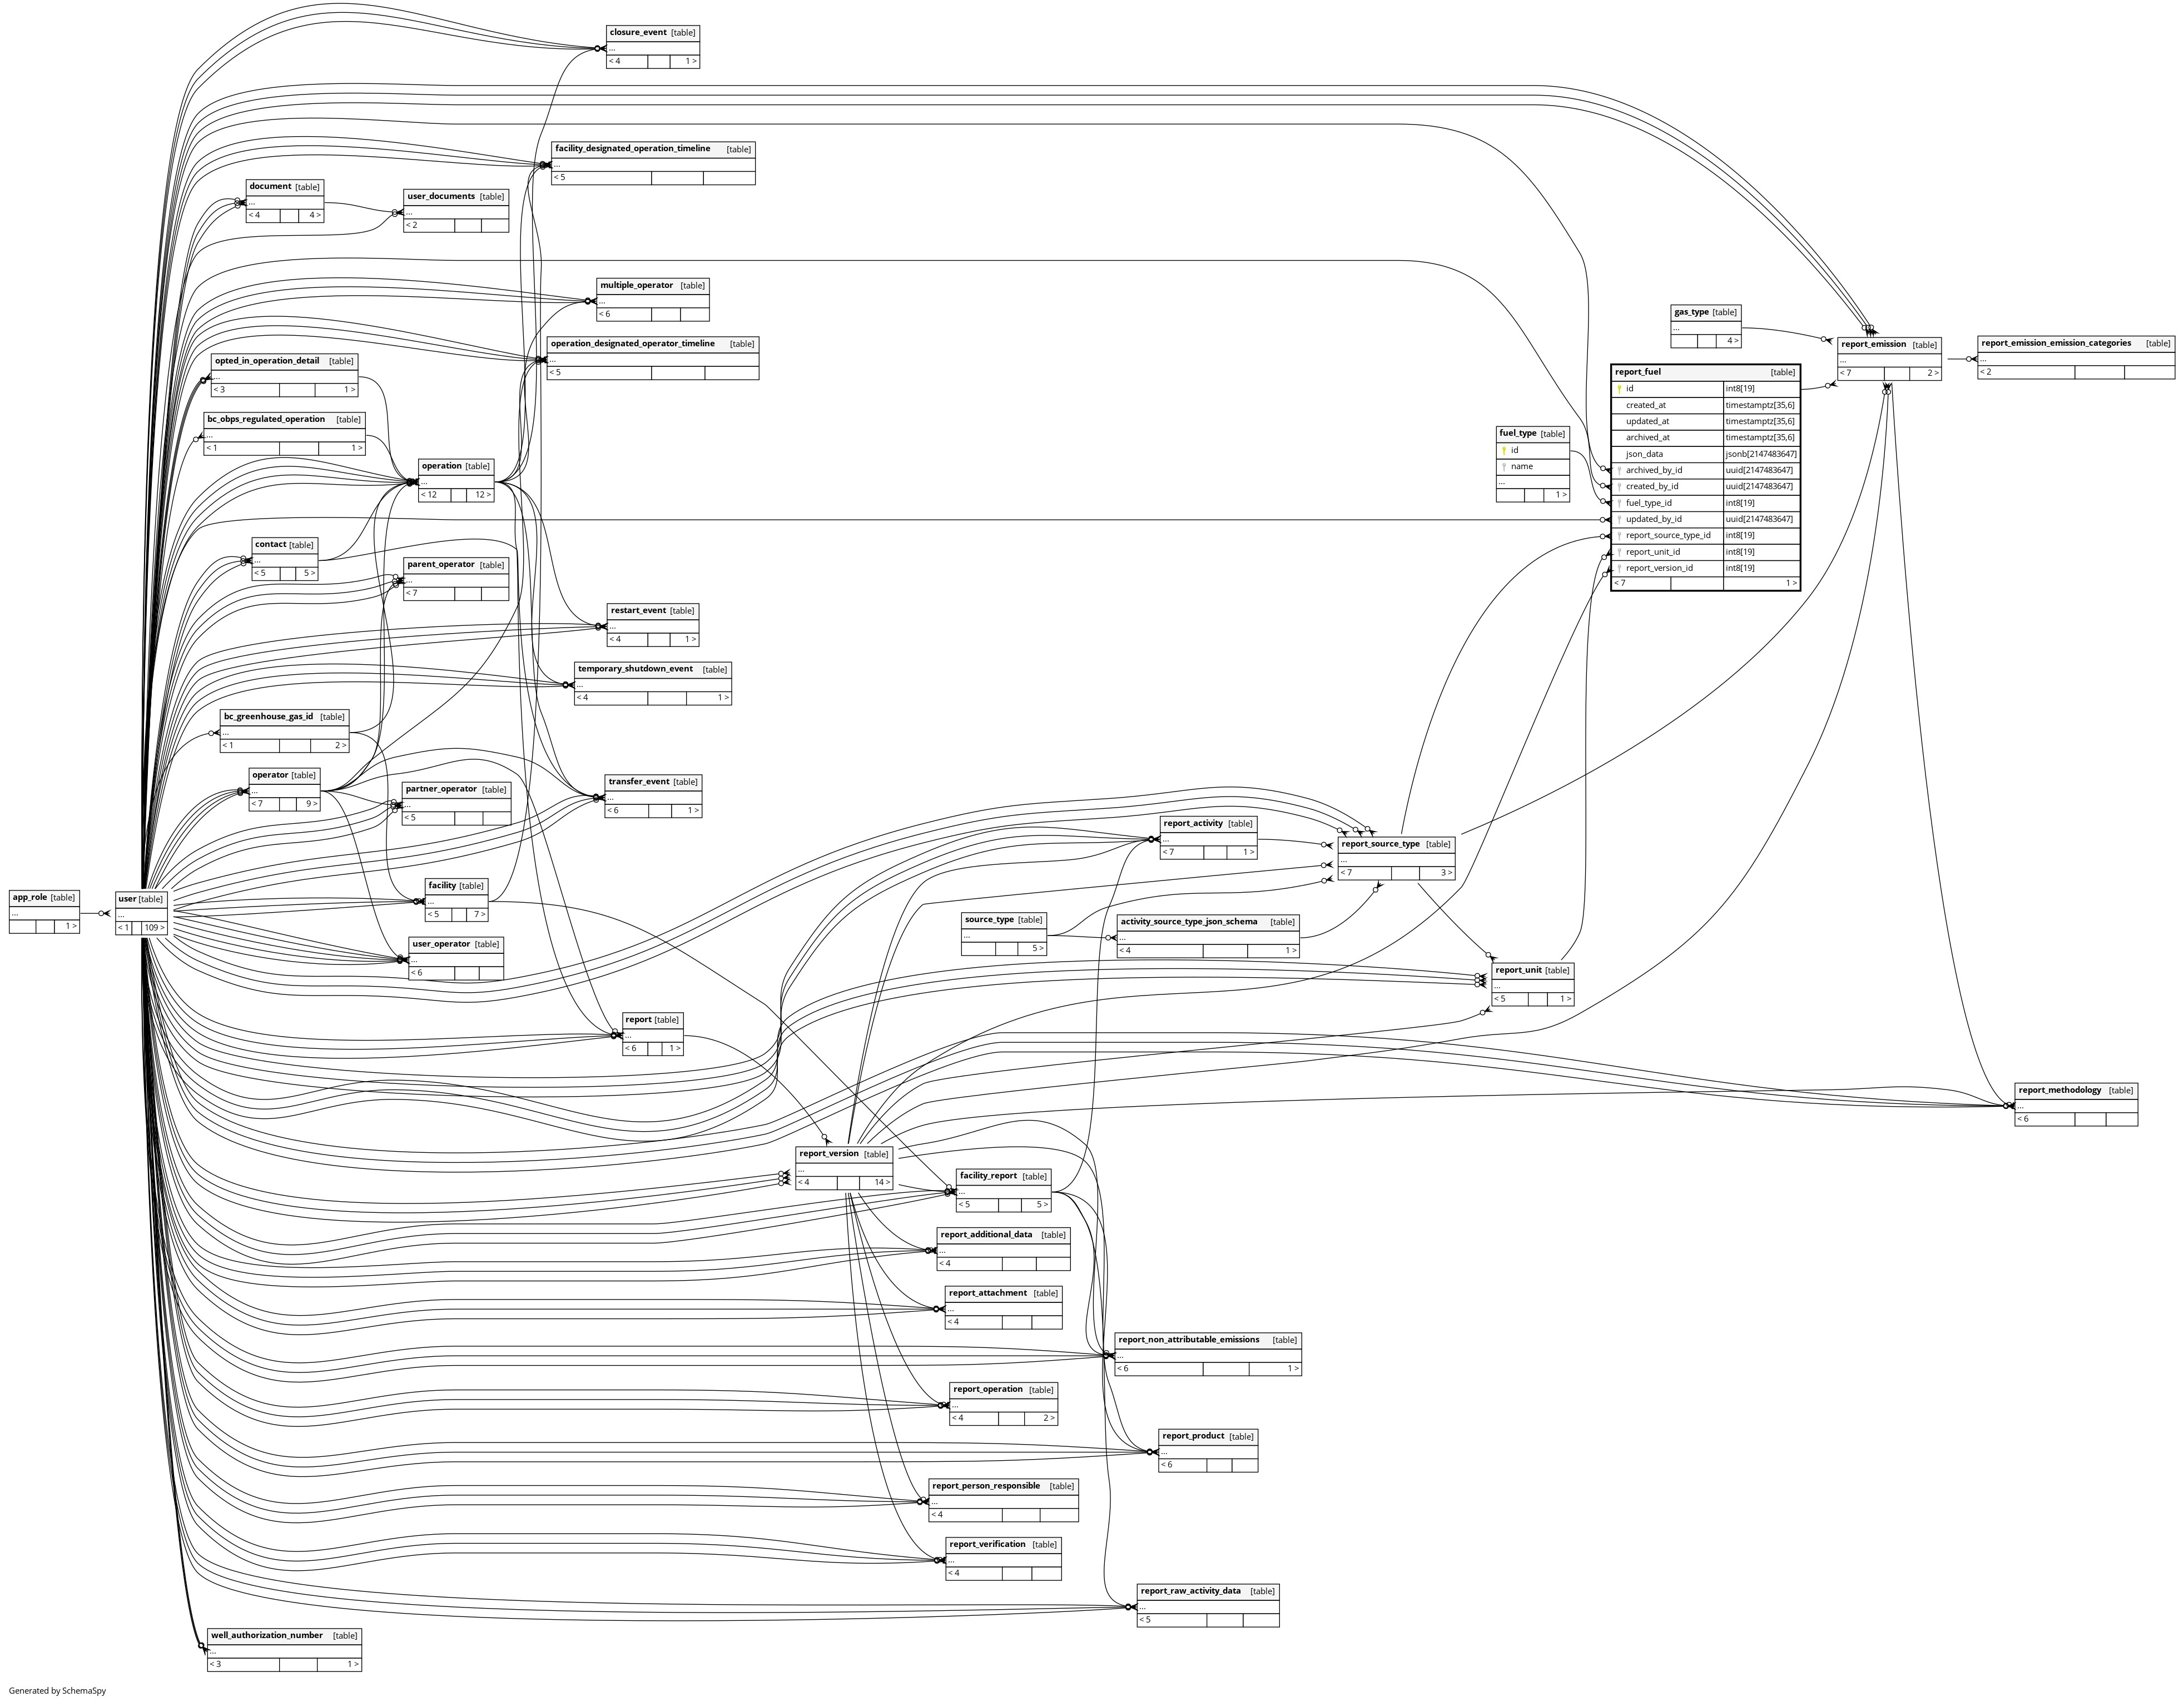 closure_event [table]
...
< 4 1 >
facility_designated_operation_timeline [table]
...
< 5
document [table]
...
< 4 4 >
user_documents [table]
...
< 2
multiple_operator [table]
...
< 6
gas_type [table]
...
4 >
operation_designated_operator_timeline [table]
...
< 5
report_emission [table]
...
< 7 2 >
report_emission_emission_categories [table]
...
< 2
opted_in_operation_detail [table]
...
< 3 1 >
report_fuel [table]
id int8[19]
created_at timestamptz[35,6]
updated_at timestamptz[35,6]
archived_at timestamptz[35,6]
json_data jsonb[2147483647]
archived_by_id uuid[2147483647]
created_by_id uuid[2147483647]
fuel_type_id int8[19]
updated_by_id uuid[2147483647]
report_source_type_id int8[19]
report_unit_id int8[19]
report_version_id int8[19]
< 7 1 >
bc_obps_regulated_operation [table]
...
< 1 1 >
fuel_type [table]
id
name
...
1 >
operation [table]
...
< 12 12 >
contact [table]
...
< 5 5 >
parent_operator [table]
...
< 7
restart_event [table]
...
< 4 1 >
temporary_shutdown_event [table]
...
< 4 1 >
bc_greenhouse_gas_id [table]
...
< 1 2 >
operator [table]
...
< 7 9 >
partner_operator [table]
...
< 5
transfer_event [table]
...
< 6 1 >
report_activity [table]
...
< 7 1 >
report_source_type [table]
...
< 7 3 >
facility [table]
...
< 5 7 >
app_role [table]
...
1 >
user [table]
...
< 1 109 >
source_type [table]
...
5 >
activity_source_type_json_schema [table]
...
< 4 1 >
user_operator [table]
...
< 6
report_unit [table]
...
< 5 1 >
report [table]
...
< 6 1 >
report_methodology [table]
...
< 6
report_version [table]
...
< 4 14 >
facility_report [table]
...
< 5 5 >
report_additional_data [table]
...
< 4
report_attachment [table]
...
< 4
report_non_attributable_emissions [table]
...
< 6 1 >
report_operation [table]
...
< 4 2 >
report_product [table]
...
< 6
report_person_responsible [table]
...
< 4
report_verification [table]
...
< 4
report_raw_activity_data [table]
...
< 5
well_authorization_number [table]
...
< 3 1 >
Generated by SchemaSpy